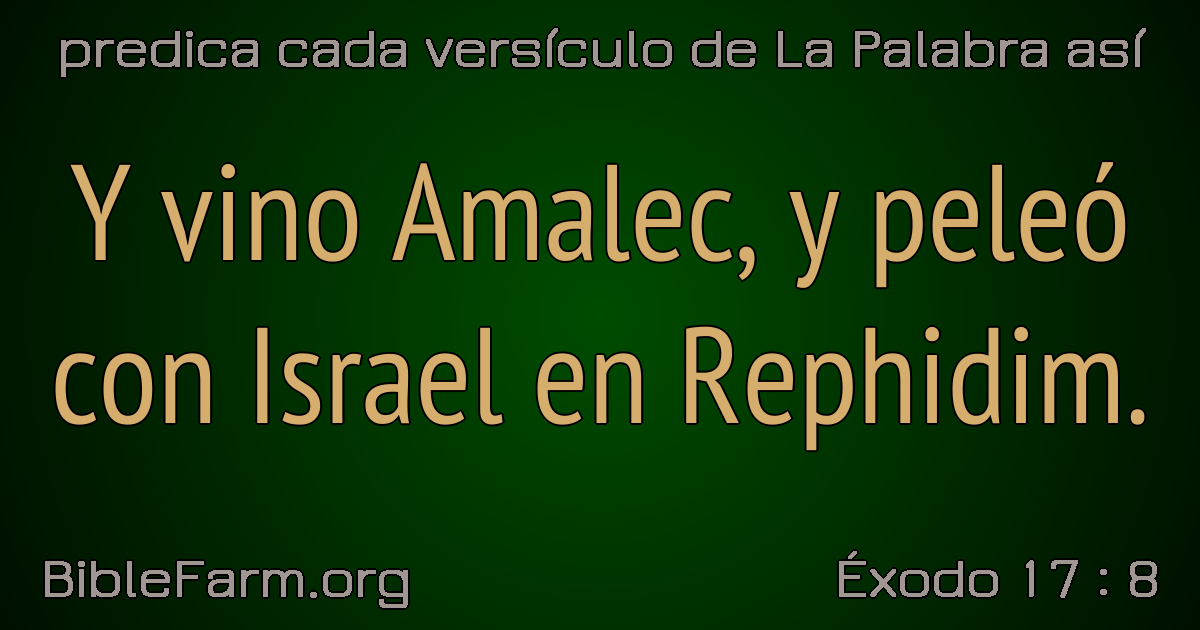 predica cada versículo de La Palabra así
Y vino Amalec, y peleó
con Israel en Rephidim.
BibleFarm.org
Éxodo 17 : 8